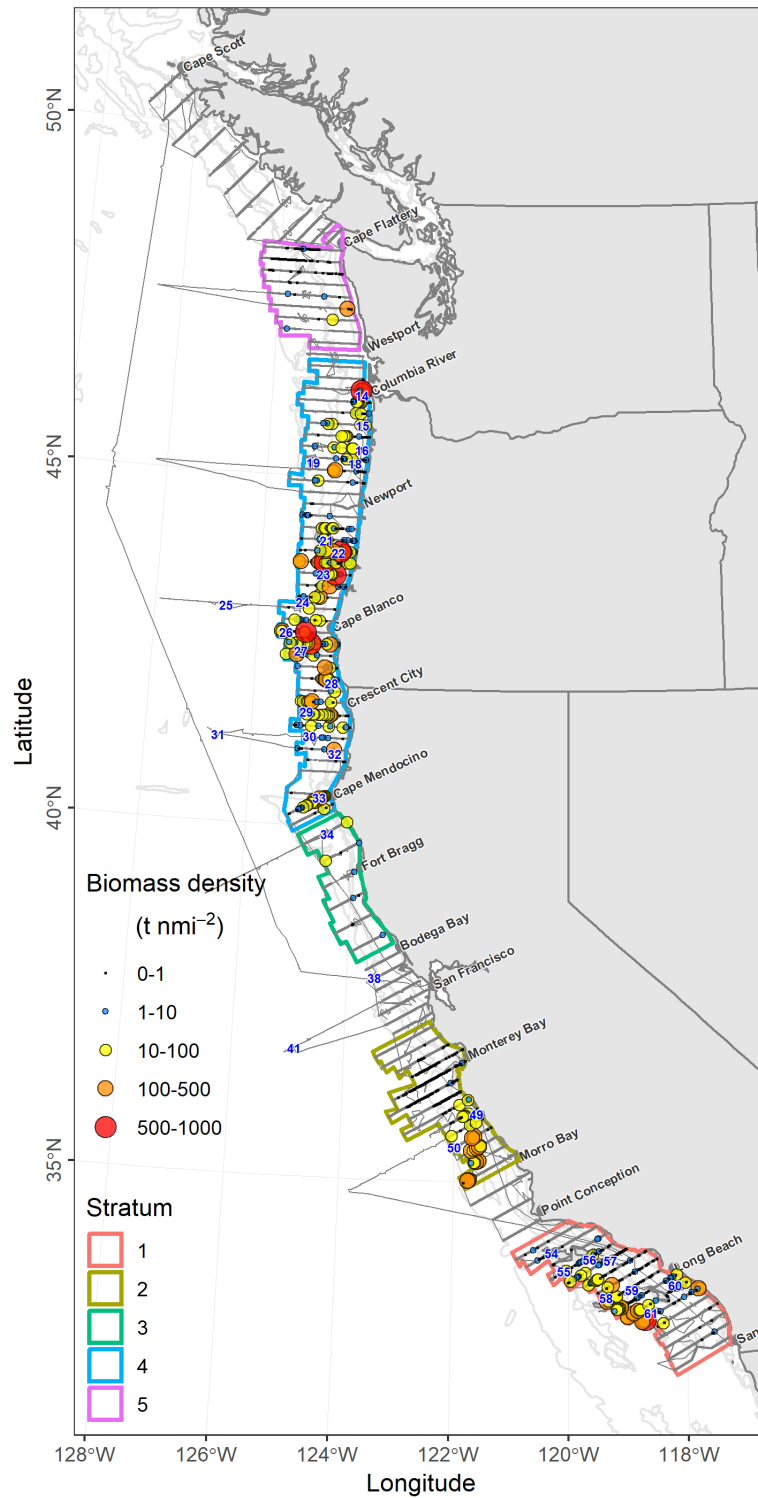 Cape Scott
50°N
Cape Flattery
Westport
Columbia River
14
15
16
45°N
19
18
Newport
21
22
23
24
25
Cape Blanco
26
27
28
Crescent City
29
31
30
32
Latitude
Cape Mendocino
33
40°N
34
Fort Bragg
Biomass density
(t nmi−2)
Bodega Bay
0-1
38
San Francisco
1-10
41
10-100
Monterey Bay
100-500
500-1000
49
50
35°N
Morro Bay
Stratum
Point Conception
1
54
56
57
Long Beach
55
60
2
59
58
61
3
San
4
5
128°W
126°W
124°W
122°W
120°W
118°W
Longitude